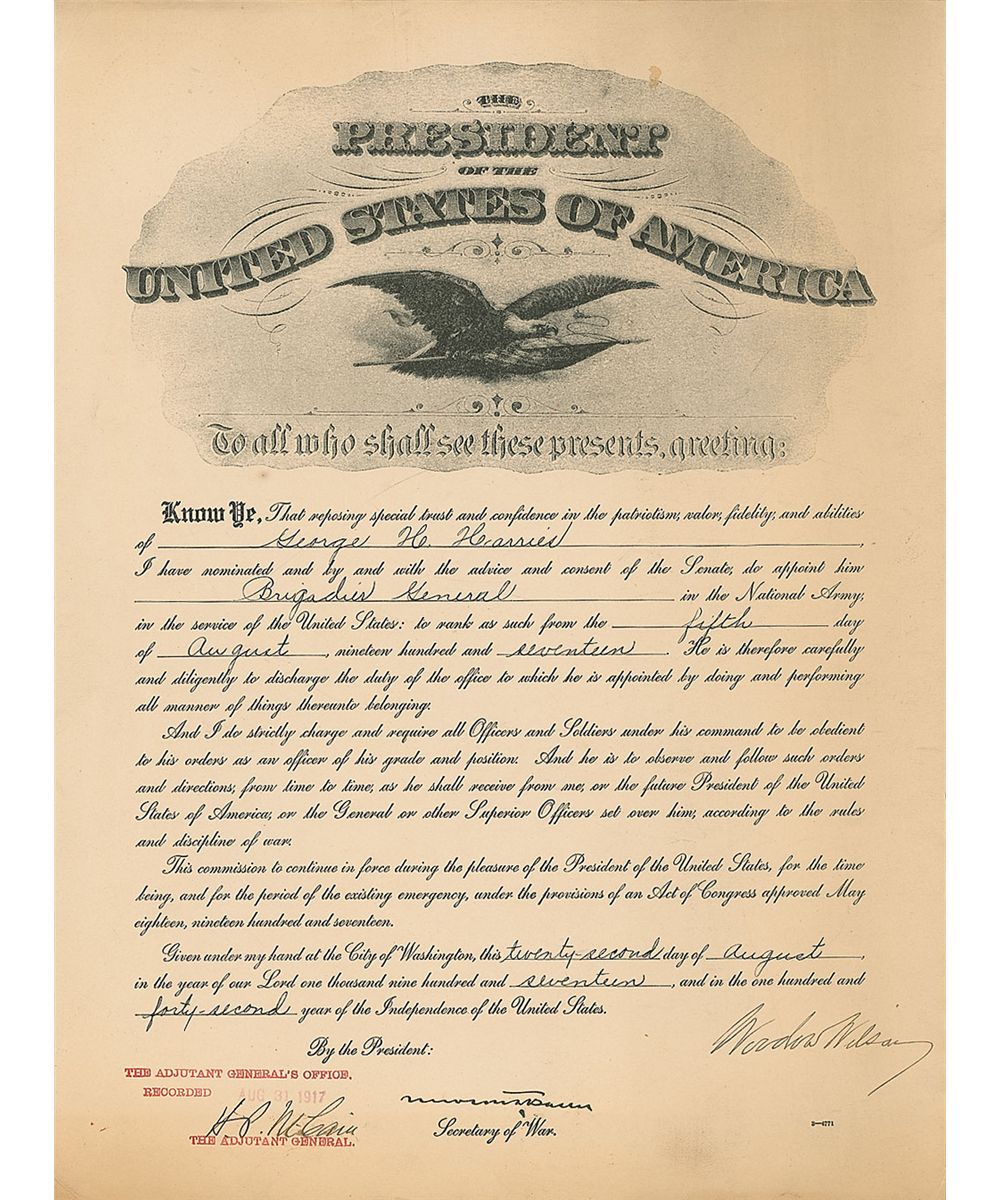 THE
PRESIDENT
OF THE
UNITED STATES OF AMERICA
To all who shall see these presents, greeting:
Know Ye, That reposing special trust and confidence in the patriotism, valor, fidelity, and abilities
of George H. Harries,
I have nominated and by and with the advice and consent of the Senate, do appoint him
Brigadier General in the National Army,
in the service of the United States: to rank as such from the fifth day
of August, nineteen hundred and seventeen. He is therefore carefully
and diligently to discharge the duty of the office to which he is appointed by doing and performing
all manner of things thereunto belonging.
And I do strictly charge and require all Officers and Soldiers under his command to be obedient
to his orders as an officer of his grade and position. And he is to observe and follow such orders
and directions, from time to time, as he shall receive from me, or the future President of the United
States of America, or the General or other Superior Officers set over him, according to the rules
and discipline of war.
This commission to continue in force during the pleasure of the President of the United States, for the time
being, and for the period of the existing emergency, under the provisions of an Act of Congress approved May
eighteen, nineteen hundred and seventeen.
Given under my hand at the City of Washington, this twenty-second day of August,
in the year of our Lord one thousand nine hundred and seventeen, and in the one hundred and
forty-second year of the Independence of the United States.
Woodrow Wilson
By the President:
THE ADJUTANT GENERAL'S OFFICE.
RECORDED AUG 31 1917
H. P. McCain
THE ADJUTANT GENERAL.
Secretary of War.
3—4771